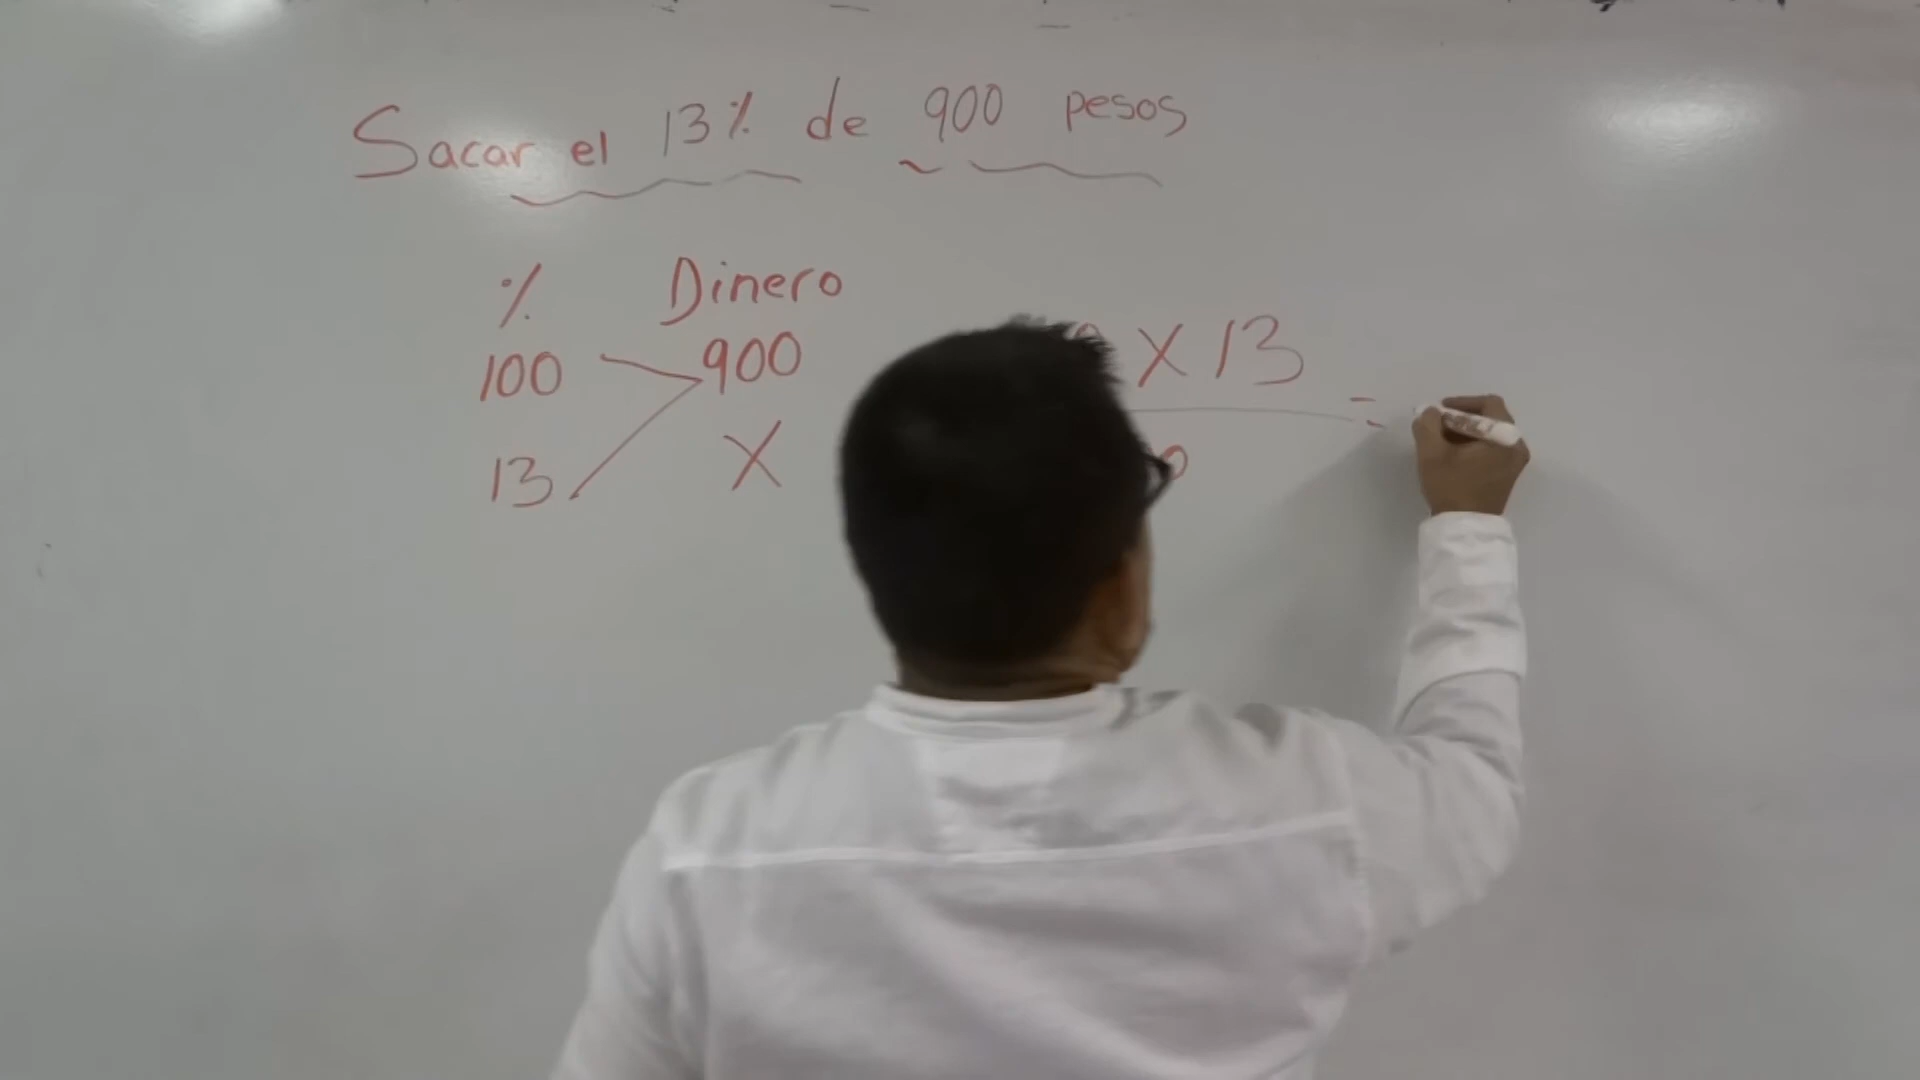 Sacar el 13% de 900 pesos
% Dinero
100 900
X 13 =
13 X